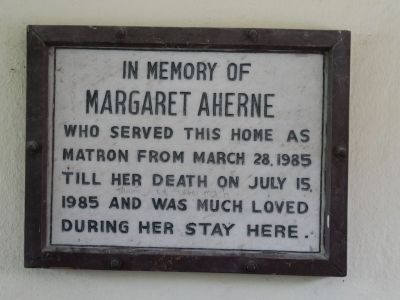 IN MEMORY OF
MARGARET AHERNE
WHO SERVED THIS HOME AS
MATRON FROM MARCH 28, 1985
TILL HER DEATH ON JULY 15,
1985 AND WAS MUCH LOVED
DURING HER STAY HERE.